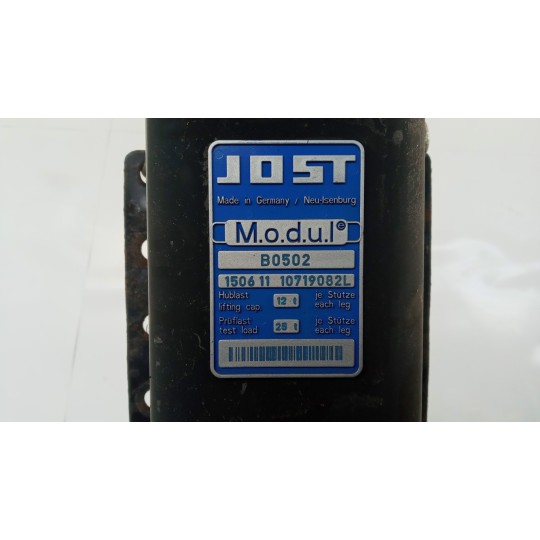 JOST
Made in Germany / Neu-Isenburg
M.o.d.u.l®
B0502
1506 11 10719082L
Hublast 12 t je Stütze
lifting cap. each leg
Prüflast 25 t je Stütze
test load each leg